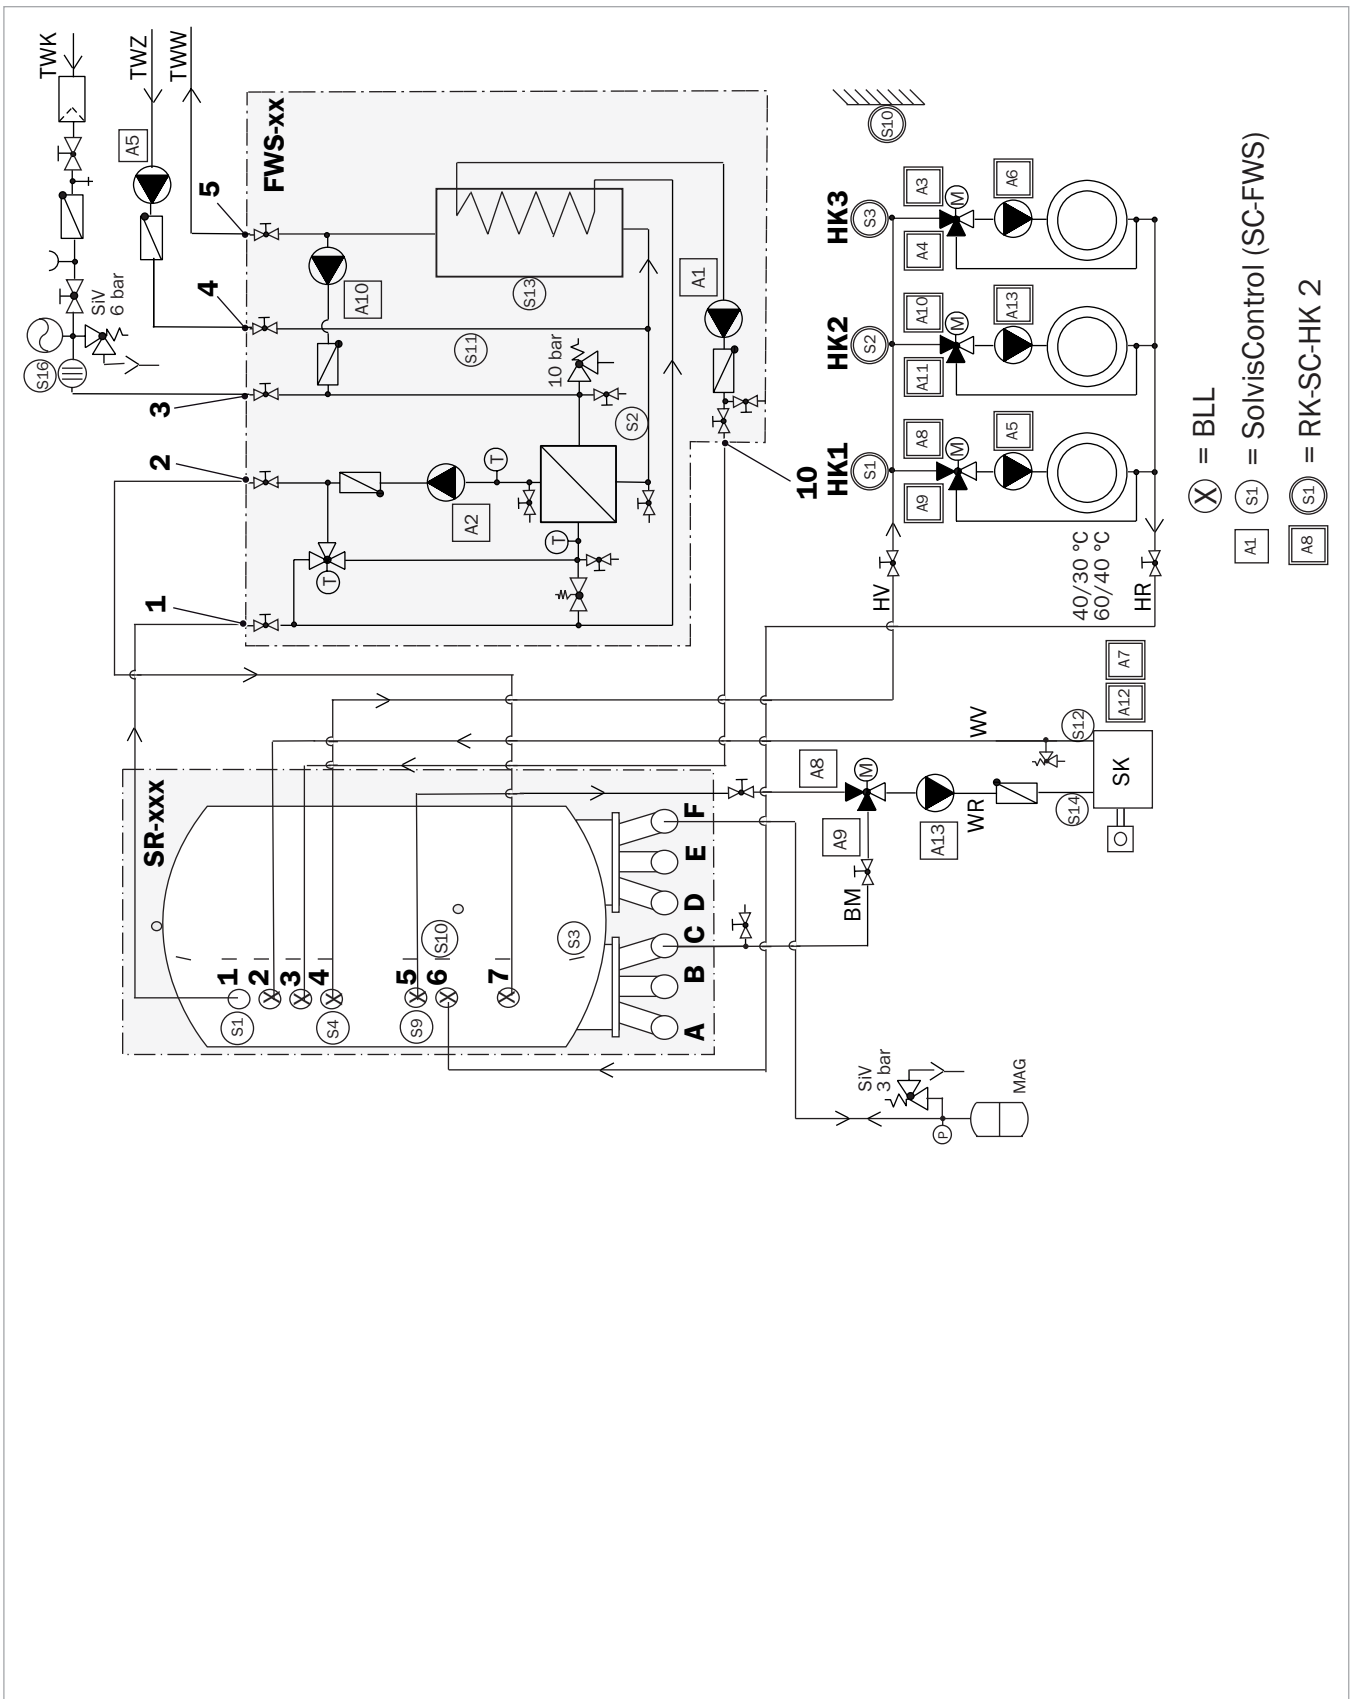 TWK
TWZ
TWW
A5
S16
SiV
6 bar
5
4
3
2
1
FWS-xx
A10
S13
S11
10 bar
S2
A2
T
T
T
A1
10
SR-xxx
1
2
3
4
5
6
7
S1
S4
S9
S10
S3
A
B
C
D
E
F
S10
HK1
HK2
HK3
S1
S2
S3
A8
A9
M
A5
A10
A11
M
A13
A3
A4
M
A6
HV
HR
40/30 °C
60/40 °C
WV
WR
BM
A8
A9
M
A13
S12
S14
SK
A12
A7
SiV
3 bar
P
MAG
X = BLL
A1 S1 = SolvisControl (SC-FWS)
A8 S1 = RK-SC-HK 2